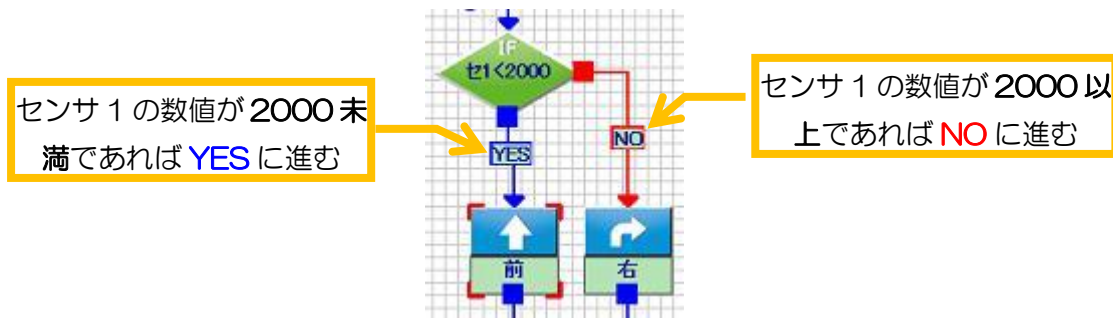 センサ1の数値が2000未
満であればYESに進む
IF
セ1<2000
YES
NO
前
右
センサ1の数値が2000以
上であればNOに進む